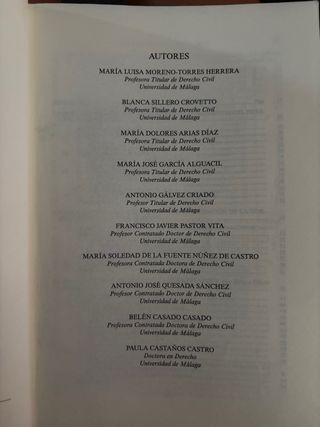 AUTORES
MARÍA LUISA MORENO-TORRES HERRERA
Profesora Titular de Derecho Civil
Universidad de Málaga
BLANCA SILLERO CROVETTO
Profesora Titular de Derecho Civil
Universidad de Málaga
MARÍA DOLORES ARIAS DÍAZ
Profesora Titular de Derecho Civil
Universidad de Málaga
MARÍA JOSÉ GARCÍA ALGUACIL
Profesora Titular de Derecho Civil
Universidad de Málaga
ANTONIO GÁLVEZ CRIADO
Profesor Titular de Derecho Civil
Universidad de Málaga
FRANCISCO JAVIER PASTOR VITA
Profesor Contratado Doctor de Derecho Civil
Universidad de Málaga
MARÍA SOLEDAD DE LA FUENTE NÚÑEZ DE CASTRO
Profesora Contratada Doctora de Derecho Civil
Universidad de Málaga
ANTONIO JOSÉ QUESADA SÁNCHEZ
Profesor Contratado Doctor de Derecho Civil
Universidad de Málaga
BELÉN CASADO CASADO
Profesora Contratada Doctora de Derecho Civil
Universidad de Málaga
PAULA CASTAÑOS CASTRO
Doctora en Derecho
Universidad de Málaga